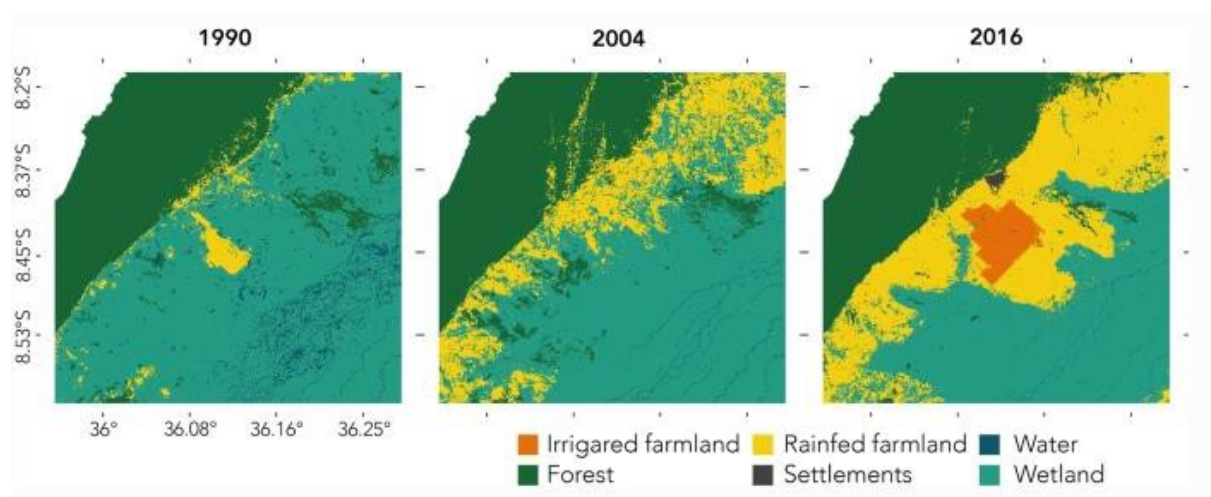 1990 2004 2016
8.2°S
8.37°S
8.45°S
8.53°S
36° 36.08° 36.16° 36.25°
Irrigared farmland Rainfed farmland Water
Forest Settlements Wetland